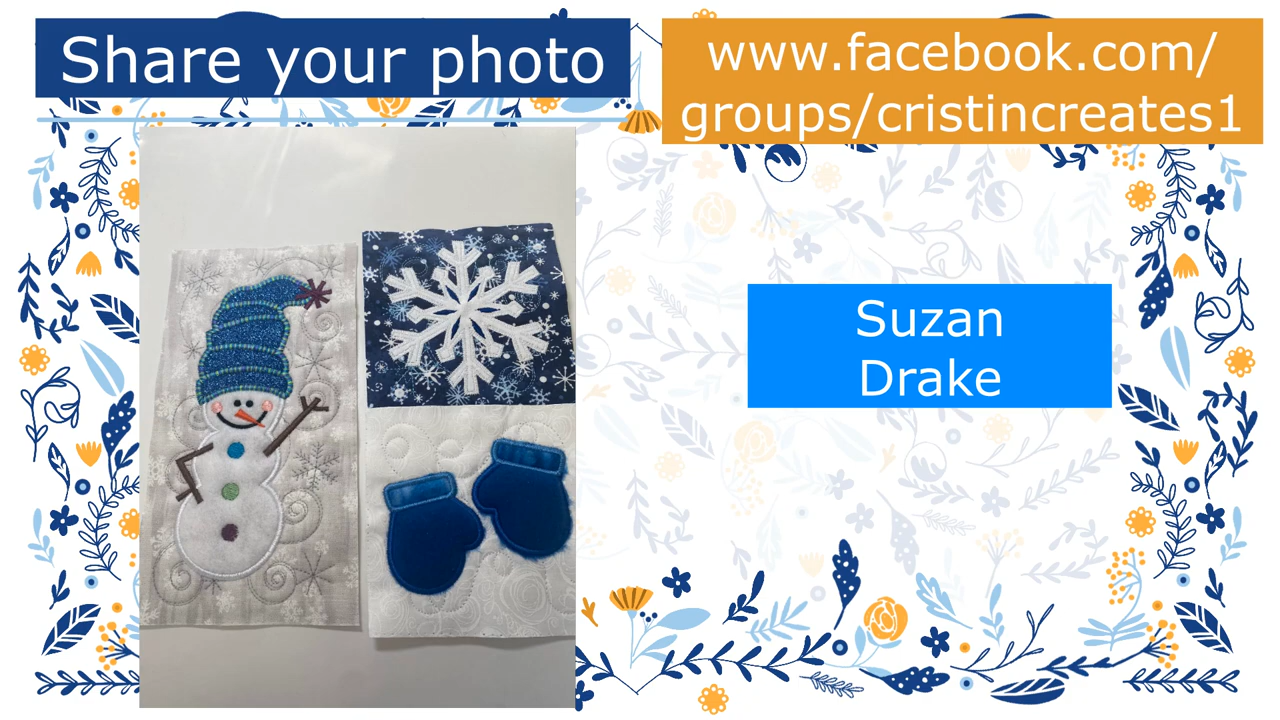 Share your photo
www.facebook.com/
groups/cristincreates1
Suzan
Drake